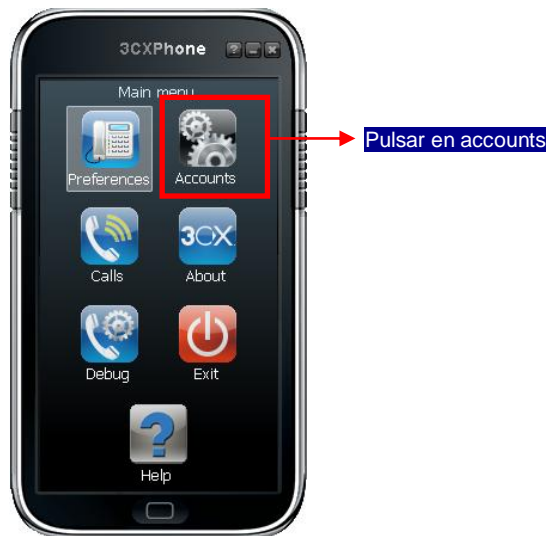 3CXPhone
Main menu
Preferences
Accounts
Pulsar en accounts
3CX
Calls
About
Debug
Exit
Help